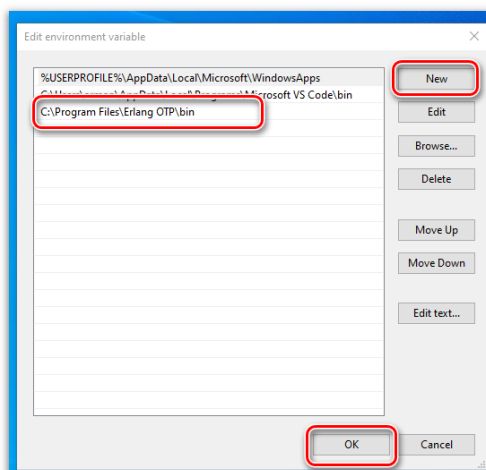 Edit environment variable
%USERPROFILE%\AppData\Local\Microsoft\WindowsApps
New
Microsoft VS Code\bin
C:\Program Files\Erlang OTP\bin
Edit
Browse...
Delete
Move Up
Move Down
Edit text...
OK
Cancel